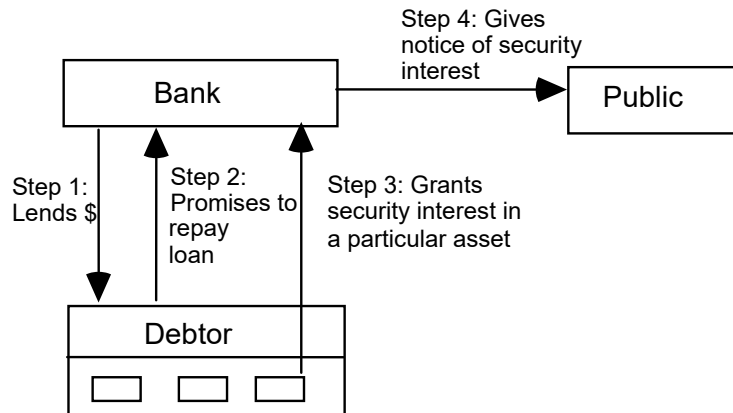 Step 4: Gives
notice of security
interest
Bank
Public
Step 1:
Lends $
Step 2:
Promises to
repay
loan
Step 3: Grants
security interest in
a particular asset
Debtor